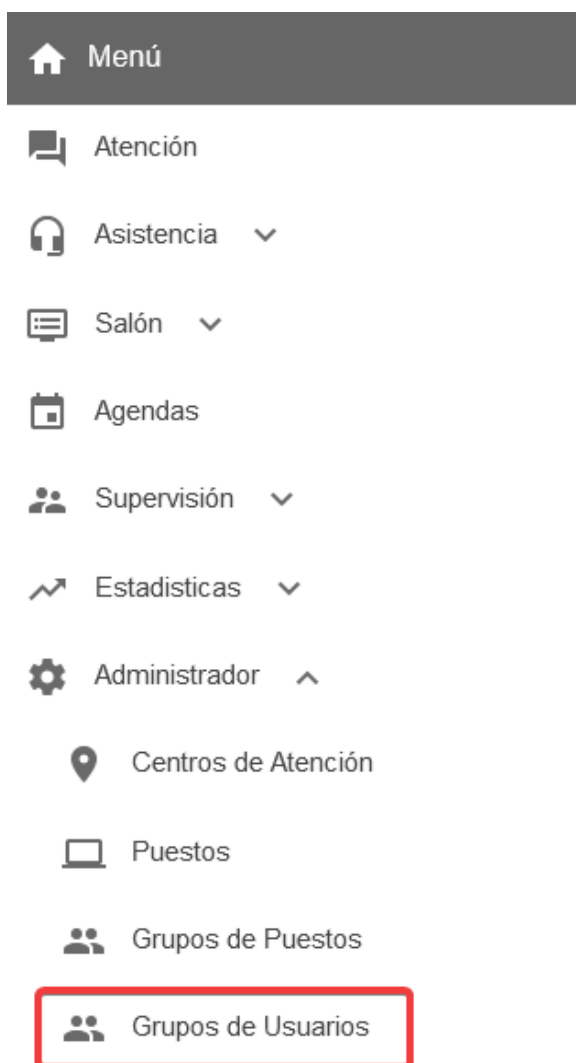 Menú
Atención
Asistencia
Salón
Agendas
Supervisión
Estadisticas
Administrador
Centros de Atención
Puestos
Grupos de Puestos
Grupos de Usuarios